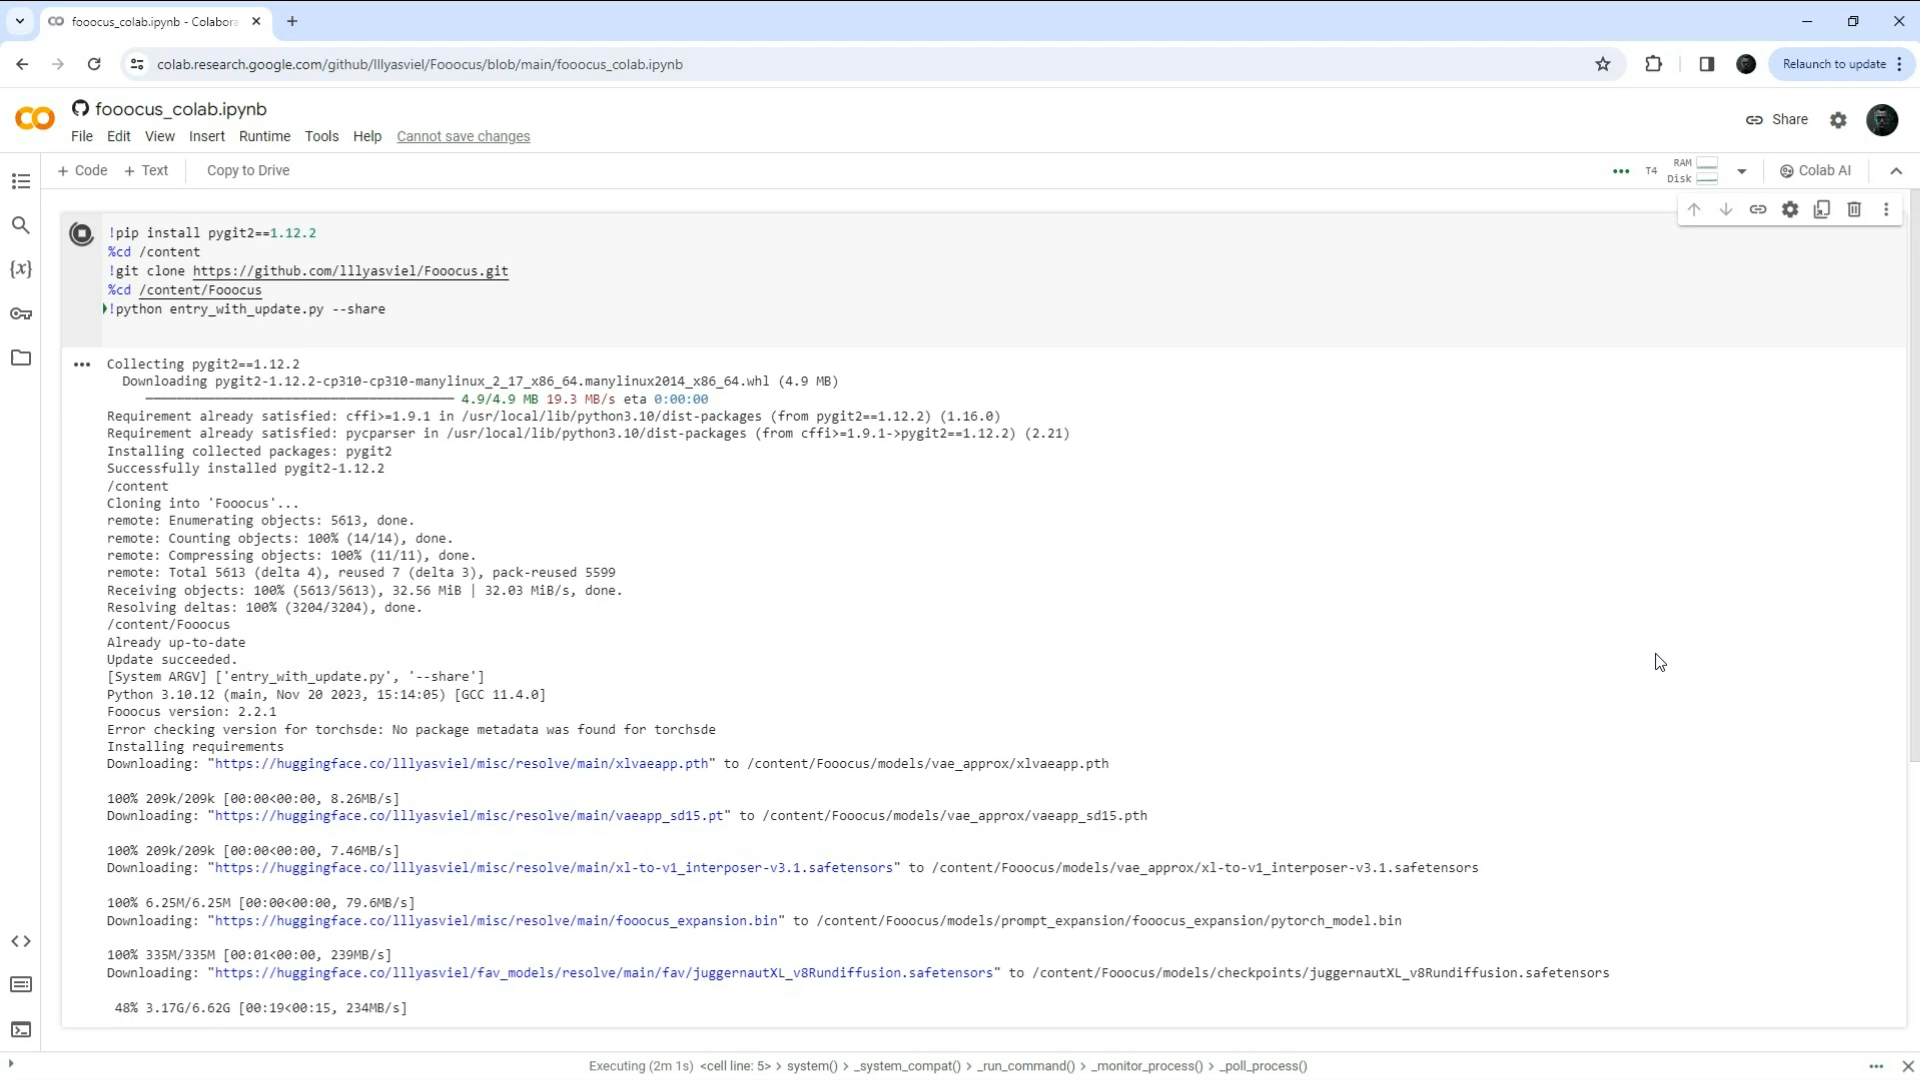 fooocus_colab.ipynb - Colabora
colab.research.google.com/github/lllyasviel/Fooocus/blob/main/fooocus_colab.ipynb
Relaunch to update
CO
fooocus_colab.ipynb
Share
File Edit View Insert Runtime Tools Help Cannot save changes
+ Code + Text Copy to Drive
T4 RAM
Disk
Colab AI
!pip install pygit2==1.12.2
%cd /content
!git clone https://github.com/lllyasviel/Fooocus.git
%cd /content/Fooocus
!python entry_with_update.py --share
Collecting pygit2==1.12.2
Downloading pygit2-1.12.2-cp310-cp310-manylinux_2_17_x86_64.manylinux2014_x86_64.whl (4.9 MB)
4.9/4.9 MB 19.3 MB/s eta 0:00:00
Requirement already satisfied: cffi>=1.9.1 in /usr/local/lib/python3.10/dist-packages (from pygit2==1.12.2) (1.16.0)
Requirement already satisfied: pycparser in /usr/local/lib/python3.10/dist-packages (from cffi>=1.9.1->pygit2==1.12.2) (2.21)
Installing collected packages: pygit2
Successfully installed pygit2-1.12.2
/content
Cloning into 'Fooocus'...
remote: Enumerating objects: 5613, done.
remote: Counting objects: 100% (14/14), done.
remote: Compressing objects: 100% (11/11), done.
remote: Total 5613 (delta 4), reused 7 (delta 3), pack-reused 5599
Receiving objects: 100% (5613/5613), 32.56 MiB | 32.03 MiB/s, done.
Resolving deltas: 100% (3204/3204), done.
/content/Fooocus
Already up-to-date
Update succeeded.
[System ARGV] ['entry_with_update.py', '--share']
Python 3.10.12 (main, Nov 20 2023, 15:14:05) [GCC 11.4.0]
Fooocus version: 2.2.1
Error checking version for torchsde: No package metadata was found for torchsde
Installing requirements
Downloading: "https://huggingface.co/lllyasviel/misc/resolve/main/xlvaeapp.pth" to /content/Fooocus/models/vae_approx/xlvaeapp.pth
100% 209k/209k [00:00<00:00, 8.26MB/s]
Downloading: "https://huggingface.co/lllyasviel/misc/resolve/main/vaeapp_sd15.pt" to /content/Fooocus/models/vae_approx/vaeapp_sd15.pth
100% 209k/209k [00:00<00:00, 7.46MB/s]
Downloading: "https://huggingface.co/lllyasviel/misc/resolve/main/xl-to-v1_interposer-v3.1.safetensors" to /content/Fooocus/models/vae_approx/xl-to-v1_interposer-v3.1.safetensors
100% 6.25M/6.25M [00:00<00:00, 79.6MB/s]
Downloading: "https://huggingface.co/lllyasviel/misc/resolve/main/fooocus_expansion.bin" to /content/Fooocus/models/prompt_expansion/fooocus_expansion/pytorch_model.bin
100% 335M/335M [00:01<00:00, 239MB/s]
Downloading: "https://huggingface.co/lllyasviel/fav_models/resolve/main/fav/juggernautXL_v8Rundiffusion.safetensors" to /content/Fooocus/models/checkpoints/juggernautXL_v8Rundiffusion.safetensors
48% 3.17G/6.62G [00:19<00:15, 234MB/s]
Executing (2m 1s) <cell line: 5> > system() > _system_compat() > _run_command() > _monitor_process() > _poll_process()